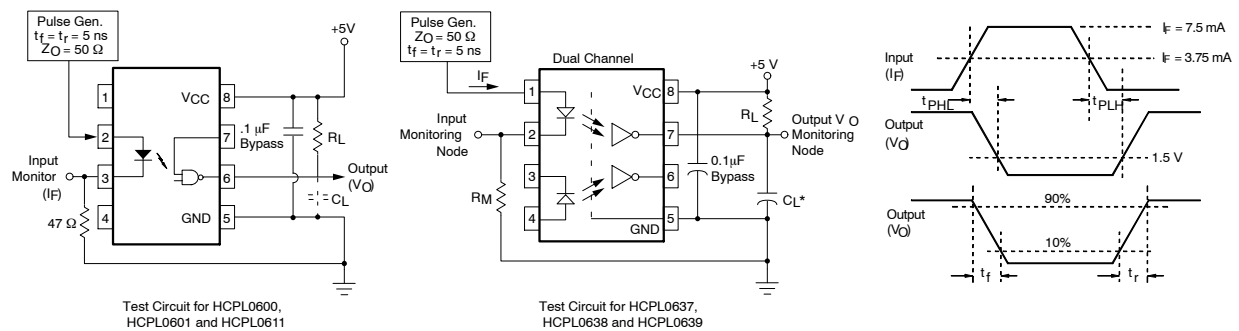 Pulse Gen.
tf = tr = 5 ns
ZO = 50 Ω
+5V
1
VCC
8
2
7
.1 μF
Bypass
RL
Input
Monitor
(IF)
3
6
Output
(VO)
CL
47 Ω
4
GND
5
Test Circuit for HCPL0600,
HCPL0601 and HCPL0611
Pulse Gen.
ZO = 50 Ω
tf = tr = 5 ns
Dual Channel
IF
+5 V
1
VCC
8
RL
Input
Monitoring
Node
2
7
Output VO
Monitoring
Node
3
6
0.1μF
Bypass
RM
CL*
4
GND
5
Test Circuit for HCPL0637,
HCPL0638 and HCPL0639
IF = 7.5 mA
Input
(IF)
IF = 3.75 mA
tPHL
tPLH
Output
(VO)
1.5 V
90%
Output
(VO)
10%
tf
tr